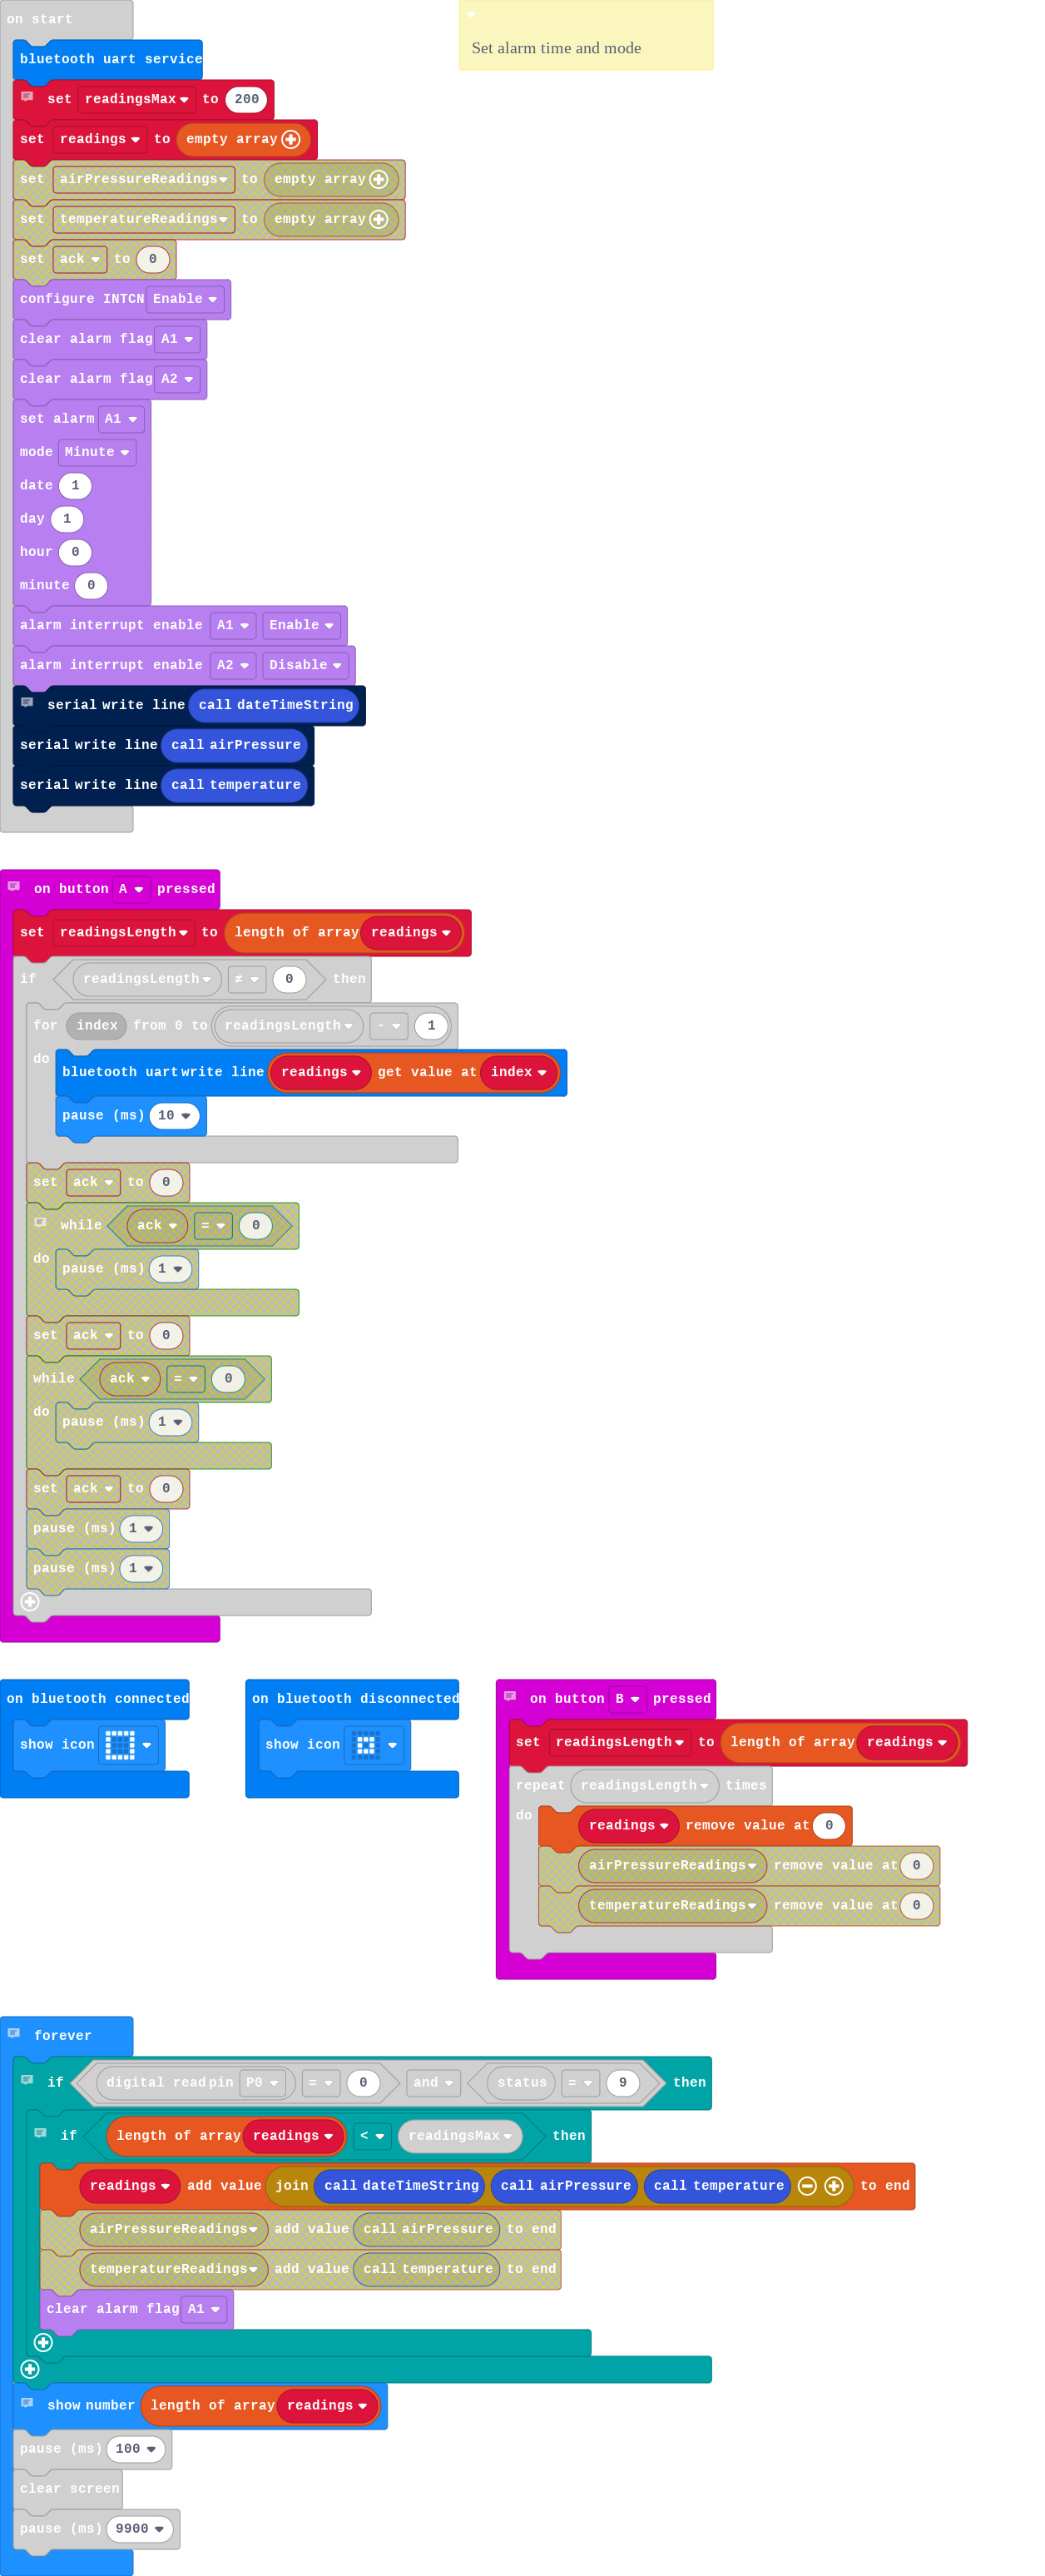 on start
Set alarm time and mode
bluetooth uart service
set readingsMax to 200
set readings to empty array
set airPressureReadings to empty array
set temperatureReadings to empty array
set ack to 0
configure INTCN Enable
clear alarm flag A1
clear alarm flag A2
set alarm A1
mode Minute
date 1
day 1
hour 0
minute 0
alarm interrupt enable A1 Enable
alarm interrupt enable A2 Disable
serial write line call dateTimeString
serial write line call airPressure
serial write line call temperature
on button A pressed
set readingsLength to length of array readings
if readingsLength ≠ 0 then
for index from 0 to readingsLength - 1
do
bluetooth uart write line readings get value at index
pause (ms) 10
set ack to 0
while ack = 0
do
pause (ms) 1
set ack to 0
while ack = 0
do
pause (ms) 1
set ack to 0
pause (ms) 1
pause (ms) 1
on bluetooth connected
show icon
on bluetooth disconnected
show icon
on button B pressed
set readingsLength to length of array readings
repeat readingsLength times
do
readings remove value at 0
airPressureReadings remove value at 0
temperatureReadings remove value at 0
forever
if digital read pin P0 = 0 and status = 9 then
if length of array readings < readingsMax then
readings add value join call dateTimeString call airPressure call temperature to end
airPressureReadings add value call airPressure to end
temperatureReadings add value call temperature to end
clear alarm flag A1
show number length of array readings
pause (ms) 100
clear screen
pause (ms) 9900